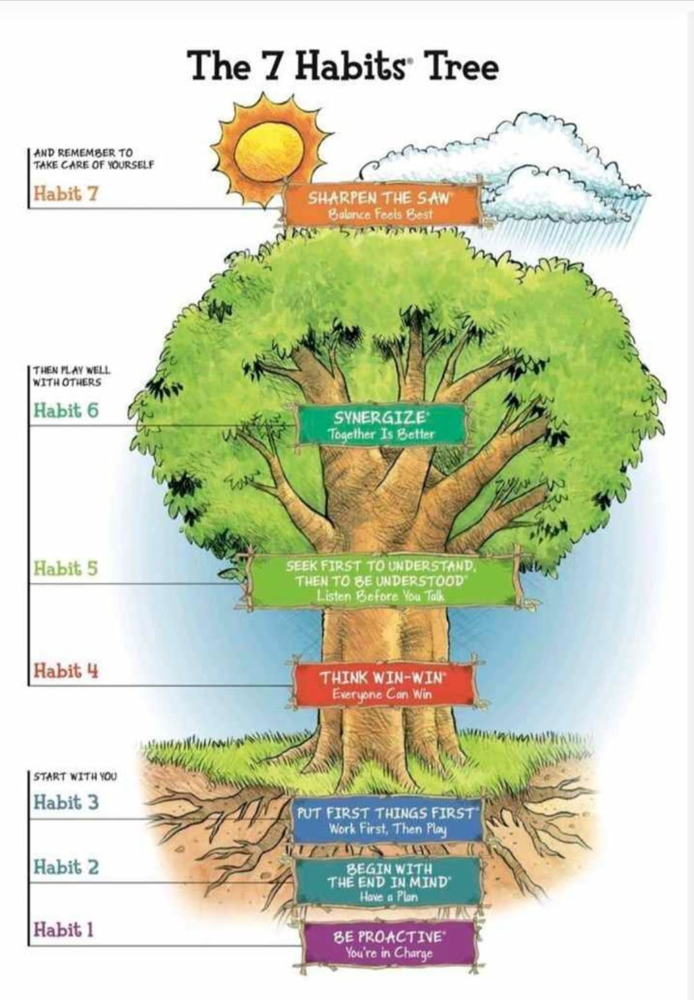 The 7 Habits® Tree
AND REMEMBER TO
TAKE CARE OF YOURSELF
Habit 7
SHARPEN THE SAW®
Balance Feels Best
THEN PLAY WELL
WITH OTHERS
Habit 6
SYNERGIZE®
Together Is Better
Habit 5
SEEK FIRST TO UNDERSTAND,
THEN TO BE UNDERSTOOD®
Listen Before You Talk
Habit 4
THINK WIN-WIN®
Everyone Can Win
START WITH YOU
Habit 3
PUT FIRST THINGS FIRST®
Work First, Then Play
Habit 2
BEGIN WITH
THE END IN MIND®
Have a Plan
Habit 1
BE PROACTIVE®
You're in Charge